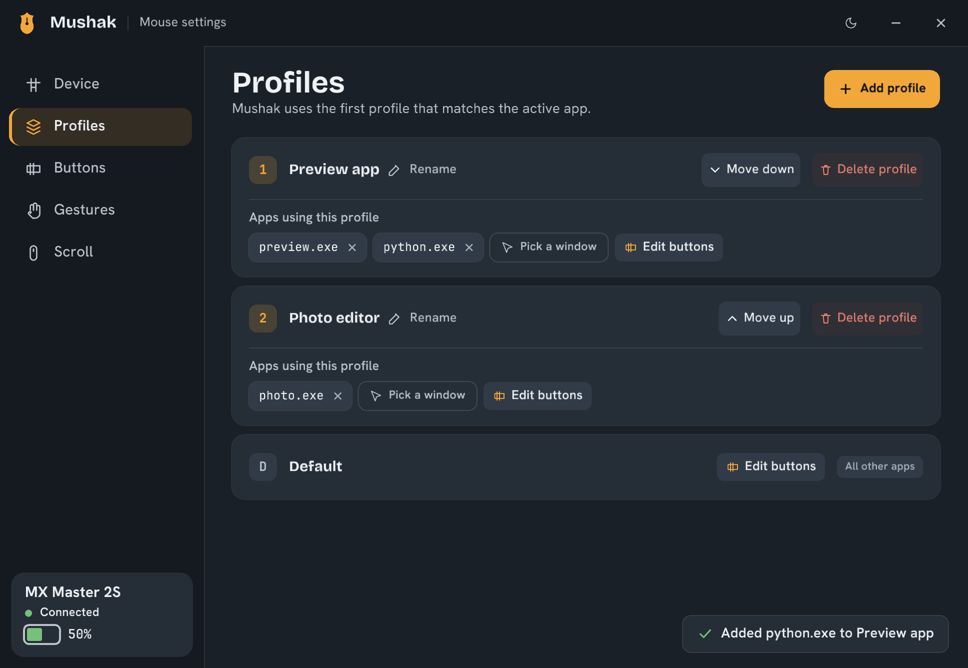 Mushak | Mouse settings
Device
Profiles
Buttons
Gestures
Scroll
MX Master 2S
Connected
50%
Profiles
Mushak uses the first profile that matches the active app.
Add profile
1 Preview app Rename Move down Delete profile
Apps using this profile
preview.exe python.exe Pick a window Edit buttons
2 Photo editor Rename Move up Delete profile
Apps using this profile
photo.exe Pick a window Edit buttons
D Default Edit buttons All other apps
Added python.exe to Preview app